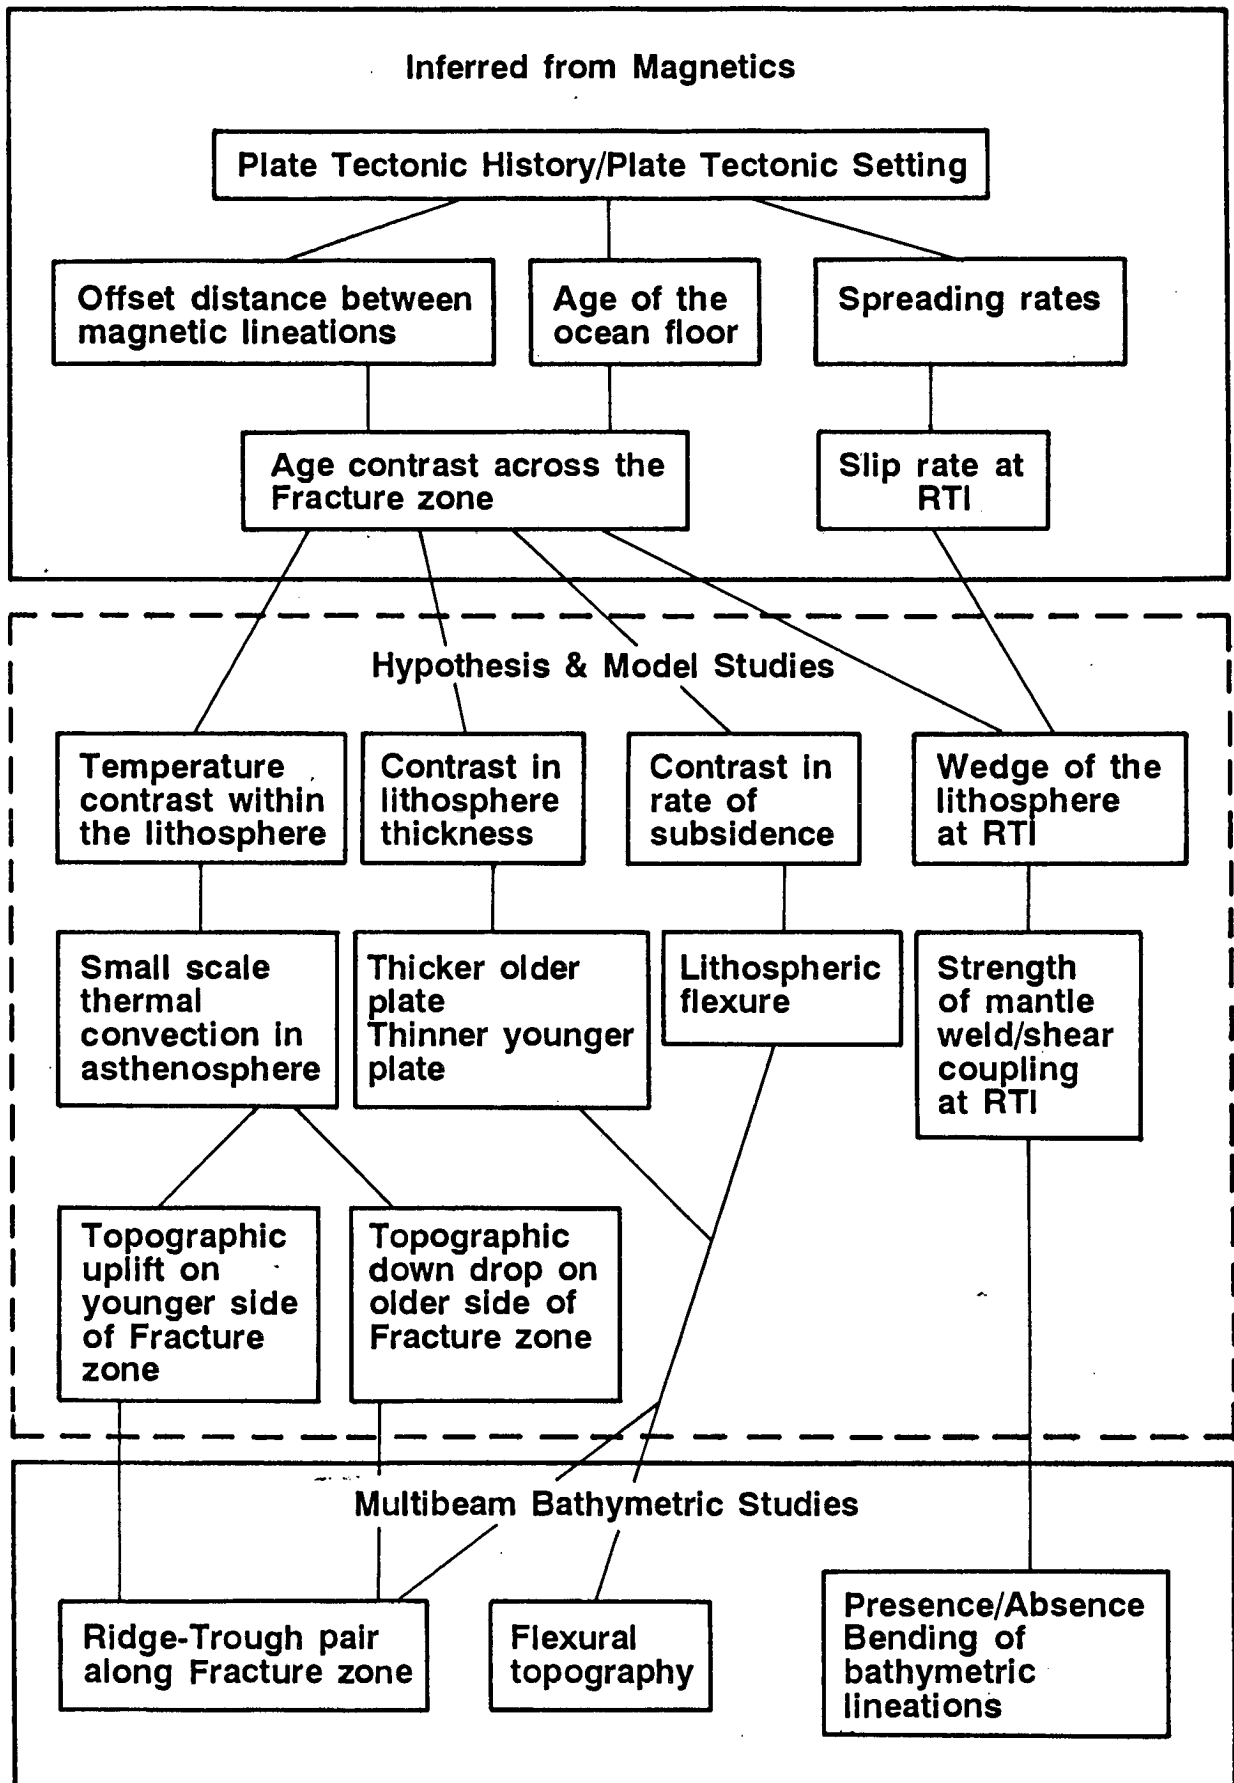 Inferred from Magnetics
Plate Tectonic History/Plate Tectonic Setting
Offset distance between
magnetic lineations
Age of the
ocean floor
Spreading rates
Age contrast across the
Fracture zone
Slip rate at
RTI
Hypothesis & Model Studies
Temperature
contrast within
the lithosphere
Contrast in
lithosphere
thickness
Contrast in
rate of
subsidence
Wedge of the
lithosphere
at RTI
Small scale
thermal
convection in
asthenosphere
Thicker older
plate
Thinner younger
plate
Lithospheric
flexure
Strength
of mantle
weld/shear
coupling
at RTI
Topographic
uplift on
younger side
of Fracture
zone
Topographic
down drop on
older side of
Fracture zone
Multibeam Bathymetric Studies
Ridge-Trough pair
along Fracture zone
Flexural
topography
Presence/Absence
Bending of
bathymetric
lineations